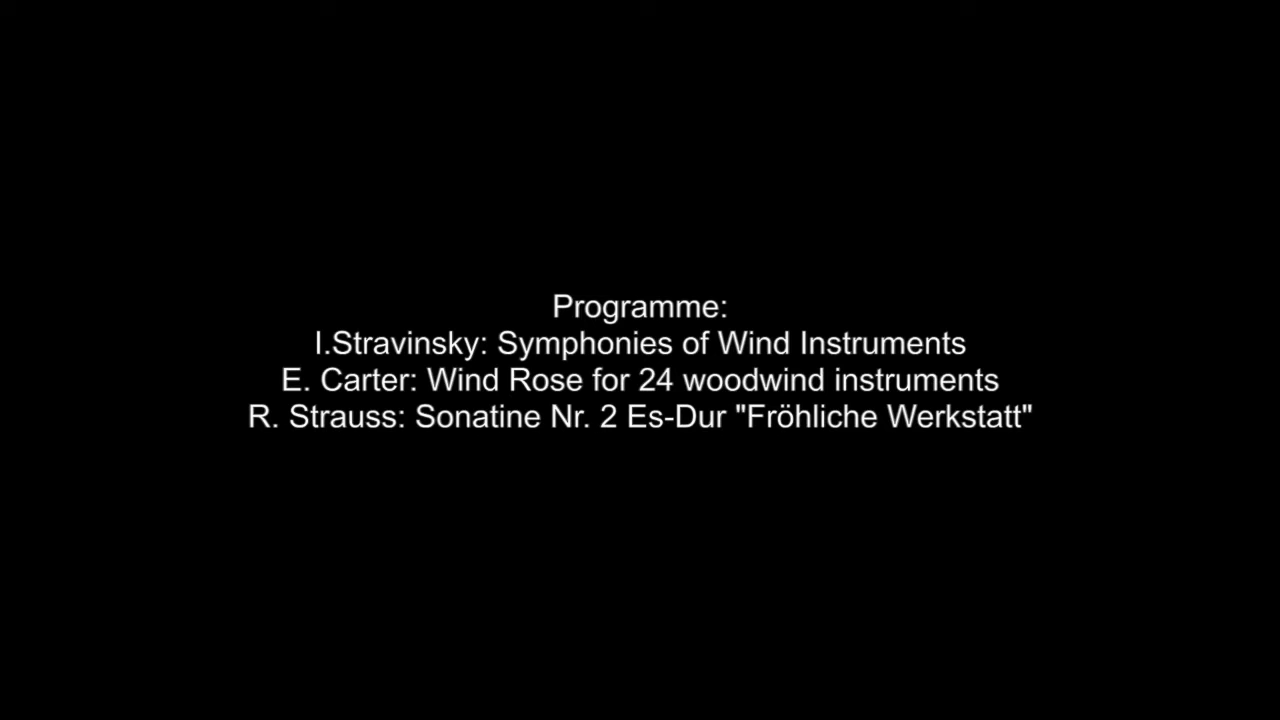 Programme:
I.Stravinsky: Symphonies of Wind Instruments
E. Carter: Wind Rose for 24 woodwind instruments
R. Strauss: Sonatine Nr. 2 Es-Dur "Fröhliche Werkstatt"